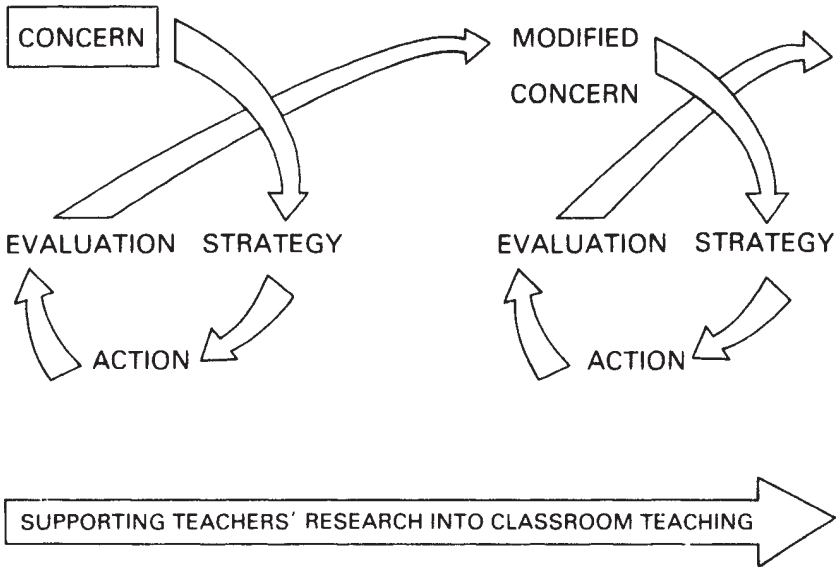 CONCERN
MODIFIED
CONCERN
EVALUATION STRATEGY
EVALUATION STRATEGY
ACTION
ACTION
SUPPORTING TEACHERS' RESEARCH INTO CLASSROOM TEACHING